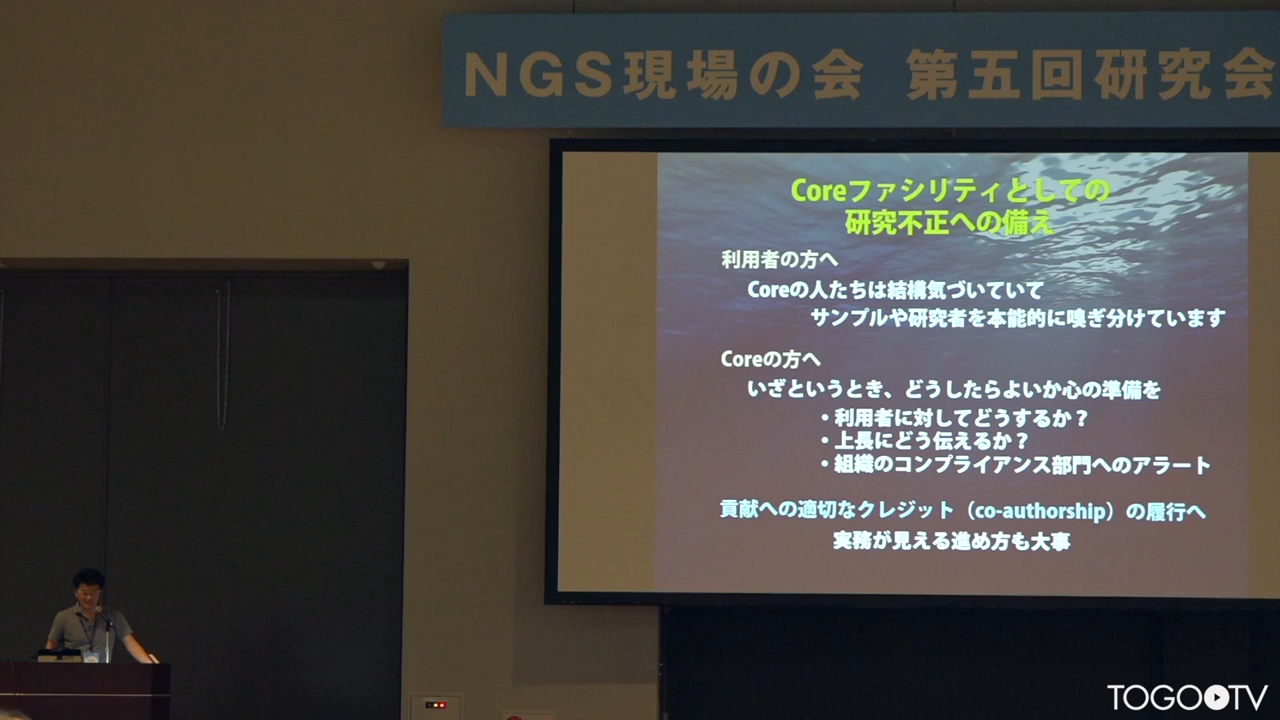 NGS現場の会 第五回研究会
Coreファシリティとしての
研究不正への備え
利用者の方へ
Coreの人たちは結構気づいていて
サンプルや研究者を本能的に嗅ぎ分けています
Coreの方へ
いざというとき、どうしたらよいか心の準備を
・利用者に対してどうするか？
・上長にどう伝えるか？
・組織のコンプライアンス部門へのアラート
貢献への適切なクレジット（co-authorship）の履行へ
実務が見える進め方も大事
TOGOTV